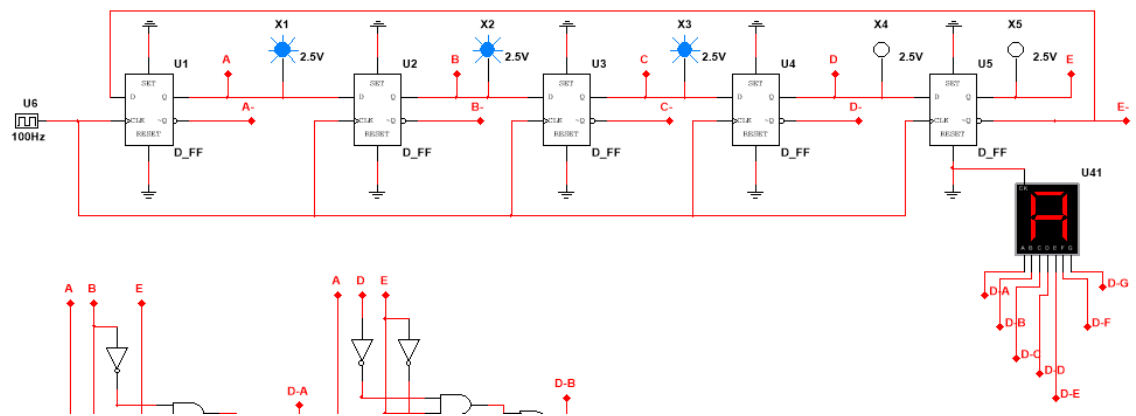 X1 X2 X3 X4 X5
2.5V 2.5V 2.5V 2.5V 2.5V
U1 U2 U3 U4 U5
A B C D E
SET SET SET SET SET
D Q D Q D Q D Q D Q
A- B- C- D- E-
U6
100Hz
CLK ~Q CLK ~Q CLK ~Q CLK ~Q CLK ~Q
RESET RESET RESET RESET RESET
D_FF D_FF D_FF D_FF D_FF
U41
CK
A B C D E F G
D-A D-G
D-B D-F
D-C
D-D
D-E
A B E
A D E
D-A
D-B